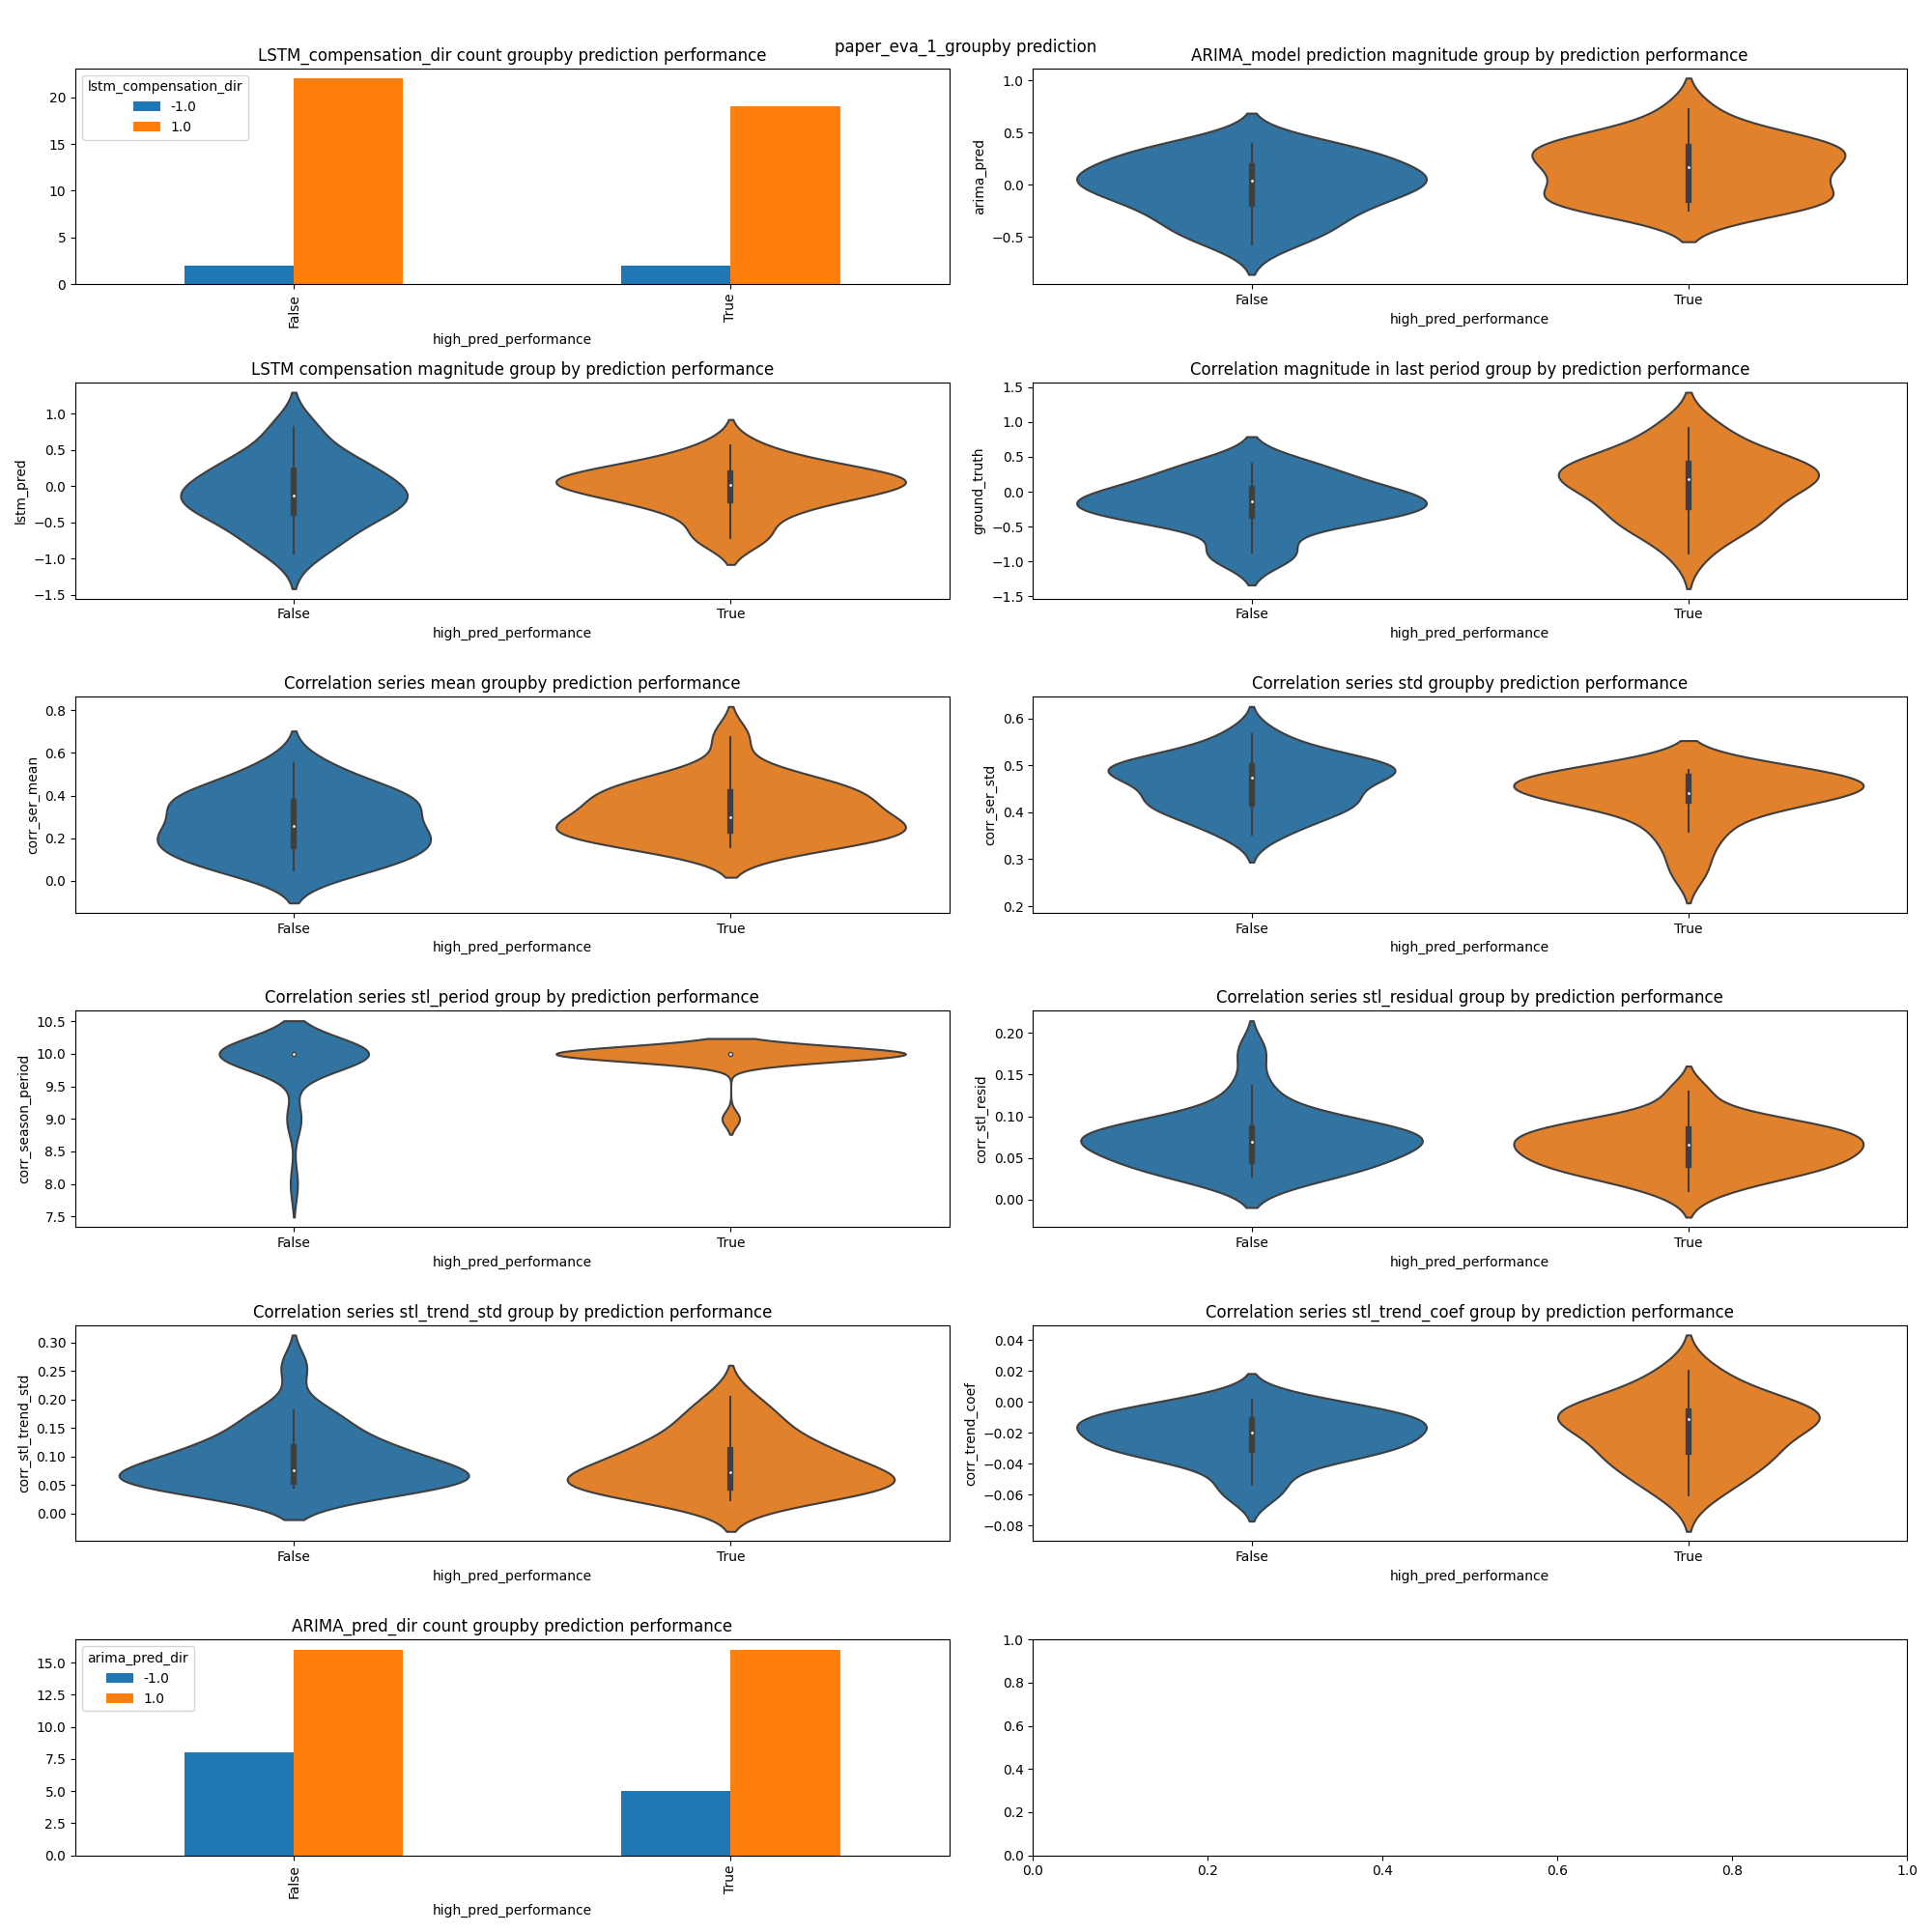 paper_eva_1_groupby prediction
LSTM_compensation_dir count groupby prediction performance
lstm_compensation_dir
-1.0
1.0
20
15
10
5
0
False
True
high_pred_performance
ARIMA_model prediction magnitude group by prediction performance
arima_pred
1.0
0.5
0.0
−0.5
False
True
high_pred_performance
LSTM compensation magnitude group by prediction performance
lstm_pred
1.0
0.5
0.0
−0.5
−1.0
−1.5
False
True
high_pred_performance
Correlation magnitude in last period group by prediction performance
ground_truth
1.5
1.0
0.5
0.0
−0.5
−1.0
−1.5
False
True
high_pred_performance
Correlation series mean groupby prediction performance
corr_ser_mean
0.8
0.6
0.4
0.2
0.0
False
True
high_pred_performance
Correlation series std groupby prediction performance
corr_ser_std
0.6
0.5
0.4
0.3
0.2
False
True
high_pred_performance
Correlation series stl_period group by prediction performance
corr_season_period
10.5
10.0
9.5
9.0
8.5
8.0
7.5
False
True
high_pred_performance
Correlation series stl_residual group by prediction performance
corr_stl_resid
0.20
0.15
0.10
0.05
0.00
False
True
high_pred_performance
Correlation series stl_trend_std group by prediction performance
corr_stl_trend_std
0.30
0.25
0.20
0.15
0.10
0.05
0.00
False
True
high_pred_performance
Correlation series stl_trend_coef group by prediction performance
corr_trend_coef
0.04
0.02
0.00
−0.02
−0.04
−0.06
−0.08
False
True
high_pred_performance
ARIMA_pred_dir count groupby prediction performance
arima_pred_dir
-1.0
1.0
15.0
12.5
10.0
7.5
5.0
2.5
0.0
False
True
high_pred_performance
1.0
0.8
0.6
0.4
0.2
0.0
0.0
0.2
0.4
0.6
0.8
1.0